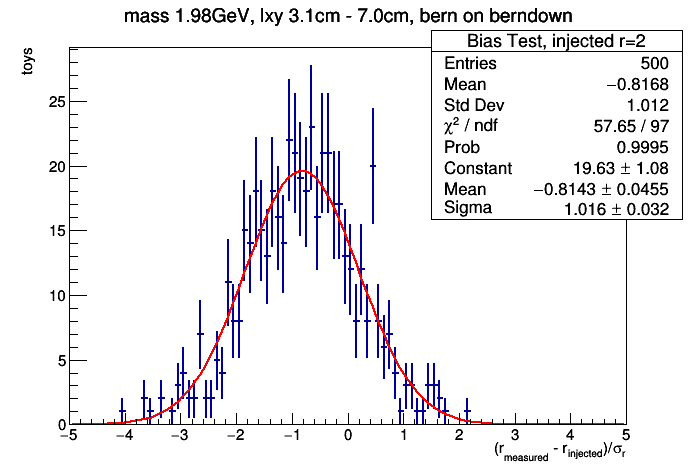 mass 1.98GeV, lxy 3.1cm - 7.0cm, bern on berndown
toys
Bias Test, injected r=2
Entries 500
Mean −0.8168
Std Dev 1.012
χ² / ndf 57.65 / 97
Prob 0.9995
Constant 19.63 ± 1.08
Mean −0.8143 ± 0.0455
Sigma 1.016 ± 0.032
25
20
15
10
5
0
−5 −4 −3 −2 −1 0 1 2 3 4 5
(r_measured - r_injected)/σ_r